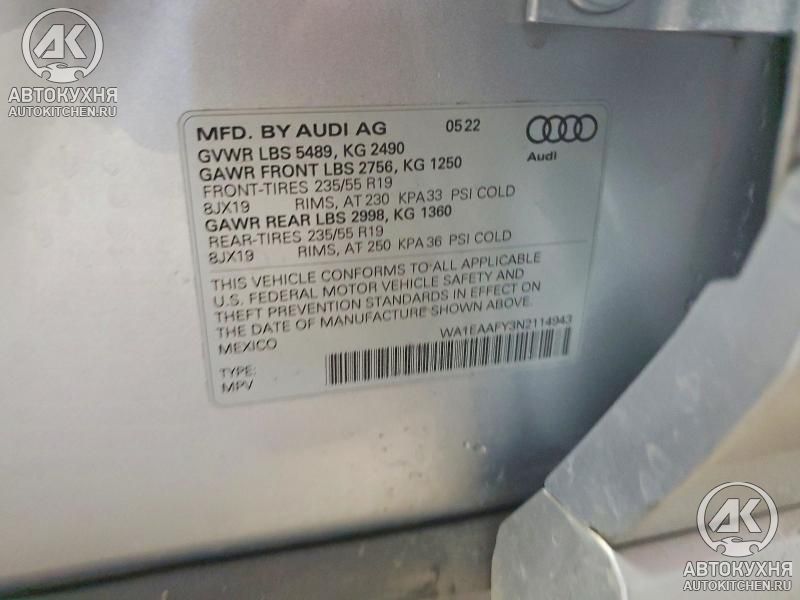 AK
АВТОКУХНЯ
AUTOKITCHEN.RU
MFD. BY AUDI AG 0522
Audi
GVWR LBS 5489, KG 2490
GAWR FRONT LBS 2756, KG 1250
FRONT-TIRES 235/55 R19
8JX19 RIMS, AT 230 KPA33 PSI COLD
GAWR REAR LBS 2998, KG 1360
REAR-TIRES 235/55 R19
8JX19 RIMS, AT 250 KPA36 PSI COLD
THIS VEHICLE CONFORMS TO ALL APPLICABLE
U.S. FEDERAL MOTOR VEHICLE SAFETY AND
THEFT PREVENTION STANDARDS IN EFFECT ON
THE DATE OF MANUFACTURE SHOWN ABOVE.
MEXICO WA1EAAFY3N2114943
TYPE:
MPV
AK
АВТОКУХНЯ
AUTOKITCHEN.RU